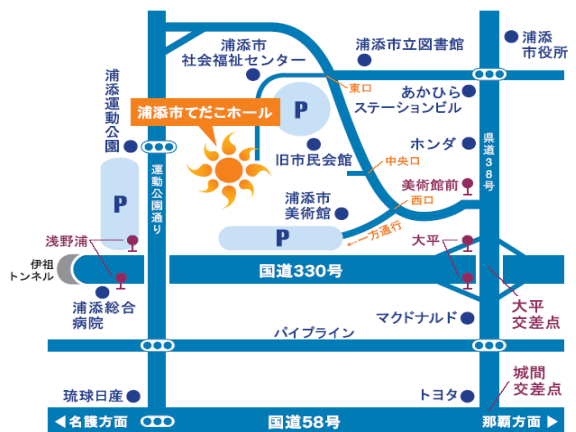 浦添市
社会福祉センター
浦添市立図書館
浦添
市役所
東口
あかひら
ステーションビル
浦添運動公園
浦添市てだこホール
P
旧市民会館
ホンダ
県道38号
中央口
美術館前
運動公園通り
P
浦添市
美術館
西口
浅野浦
P
一方通行
大平
伊祖
トンネル
国道330号
浦添総合
病院
マクドナルド
大平
交差点
パイプライン
城間
交差点
琉球日産
トヨタ
◀名護方面
国道58号
那覇方面▶